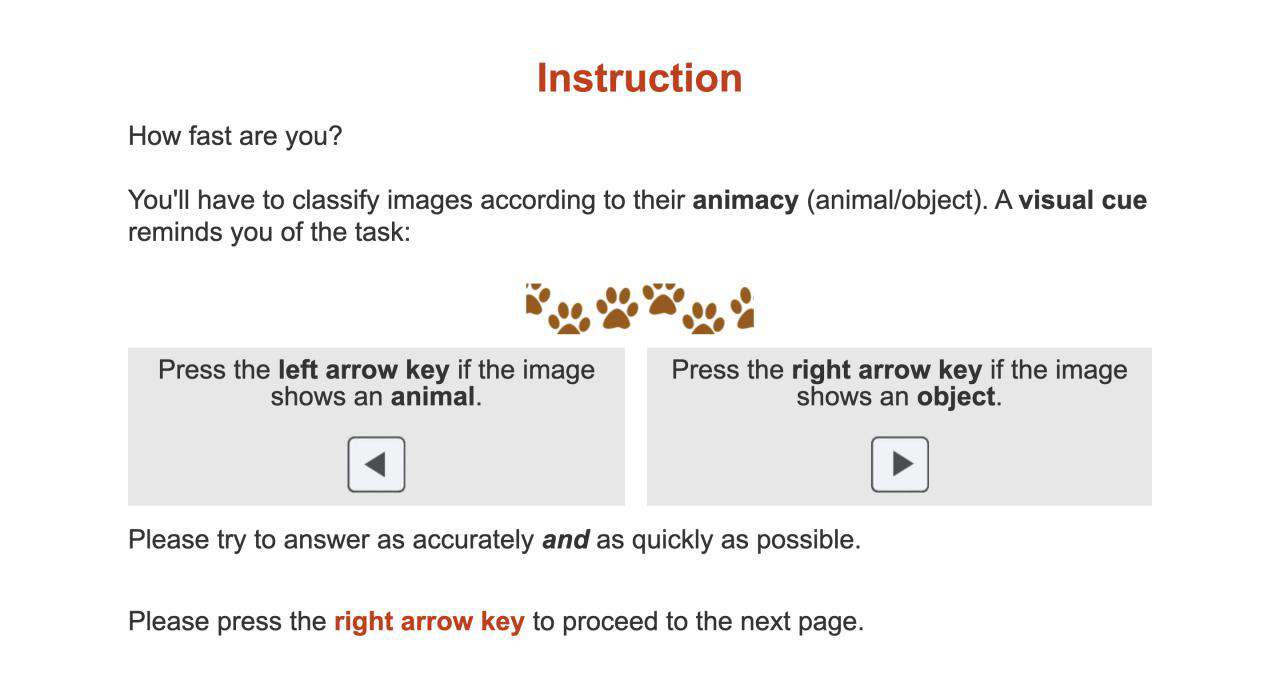 Instruction
How fast are you?
You'll have to classify images according to their animacy (animal/object). A visual cue
reminds you of the task:
Press the left arrow key if the image
shows an animal.
Press the right arrow key if the image
shows an object.
Please try to answer as accurately and as quickly as possible.
Please press the right arrow key to proceed to the next page.